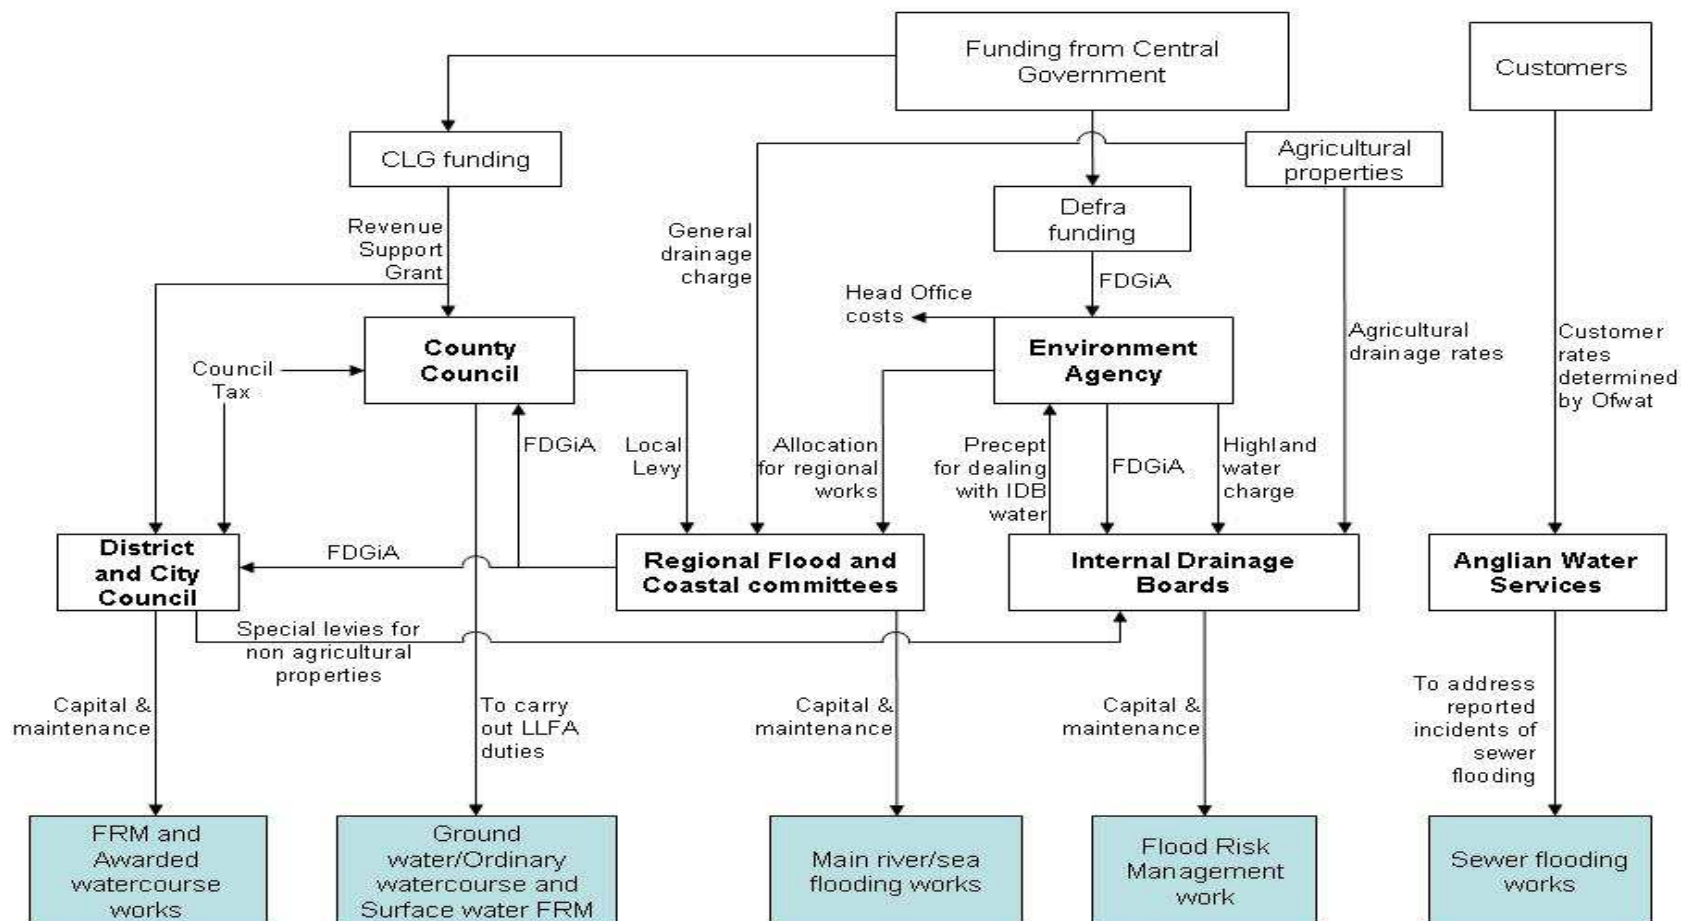 Funding from Central
Government
Customers
CLG funding
Agricultural
properties
Defra
funding
Revenue
Support
Grant
General
drainage
charge
FDGiA
Head Office
costs
County
Council
Environment
Agency
Agricultural
drainage rates
Customer
rates
determined
by Ofwat
Council
Tax
FDGiA
Local
Levy
Allocation
for regional
works
Precept
for dealing
with IDB
water
FDGiA
Highland
water
charge
District
and City
Council
FDGiA
Regional Flood and
Coastal committees
Internal Drainage
Boards
Anglian Water
Services
Special levies for
non agricultural
properties
Capital &
maintenance
To carry
out LLFA
duties
Capital &
maintenance
Capital &
maintenance
To address
reported
incidents of
sewer
flooding
FRM and
Awarded
watercourse
works
Ground
water/Ordinary
watercourse and
Surface water FRM
Main river/sea
flooding works
Flood Risk
Management
work
Sewer flooding
works